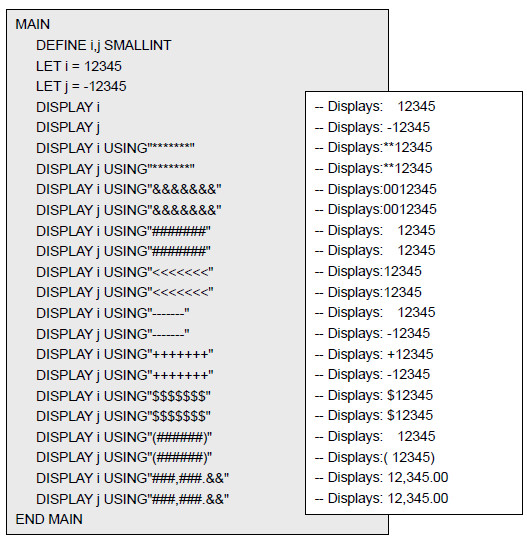 MAIN
DEFINE i,j SMALLINT
LET i = 12345
LET j = -12345
DISPLAY i -- Displays:   12345
DISPLAY j -- Displays: -12345
DISPLAY i USING"*******" -- Displays:**12345
DISPLAY j USING"*******" -- Displays:**12345
DISPLAY i USING"&&&&&&&" -- Displays:0012345
DISPLAY j USING"&&&&&&&" -- Displays:0012345
DISPLAY i USING"#######" -- Displays:   12345
DISPLAY j USING"#######" -- Displays:   12345
DISPLAY i USING"<<<<<<<" -- Displays:12345
DISPLAY j USING"<<<<<<<" -- Displays:12345
DISPLAY i USING"-------" -- Displays:   12345
DISPLAY j USING"-------" -- Displays: -12345
DISPLAY i USING"+++++++" -- Displays: +12345
DISPLAY j USING"+++++++" -- Displays: -12345
DISPLAY i USING"$$$$$$$" -- Displays: $12345
DISPLAY j USING"$$$$$$$" -- Displays: $12345
DISPLAY i USING"(######)" -- Displays:   12345
DISPLAY j USING"(######)" -- Displays:( 12345)
DISPLAY i USING"###,###.&&" -- Displays: 12,345.00
DISPLAY j USING"###,###.&&" -- Displays: 12,345.00
END MAIN